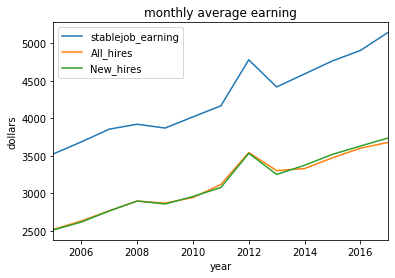 monthly average earning
stablejob_earning
All_hires
New_hires
dollars
5000
4500
4000
3500
3000
2500
2006 2008 2010 2012 2014 2016
year